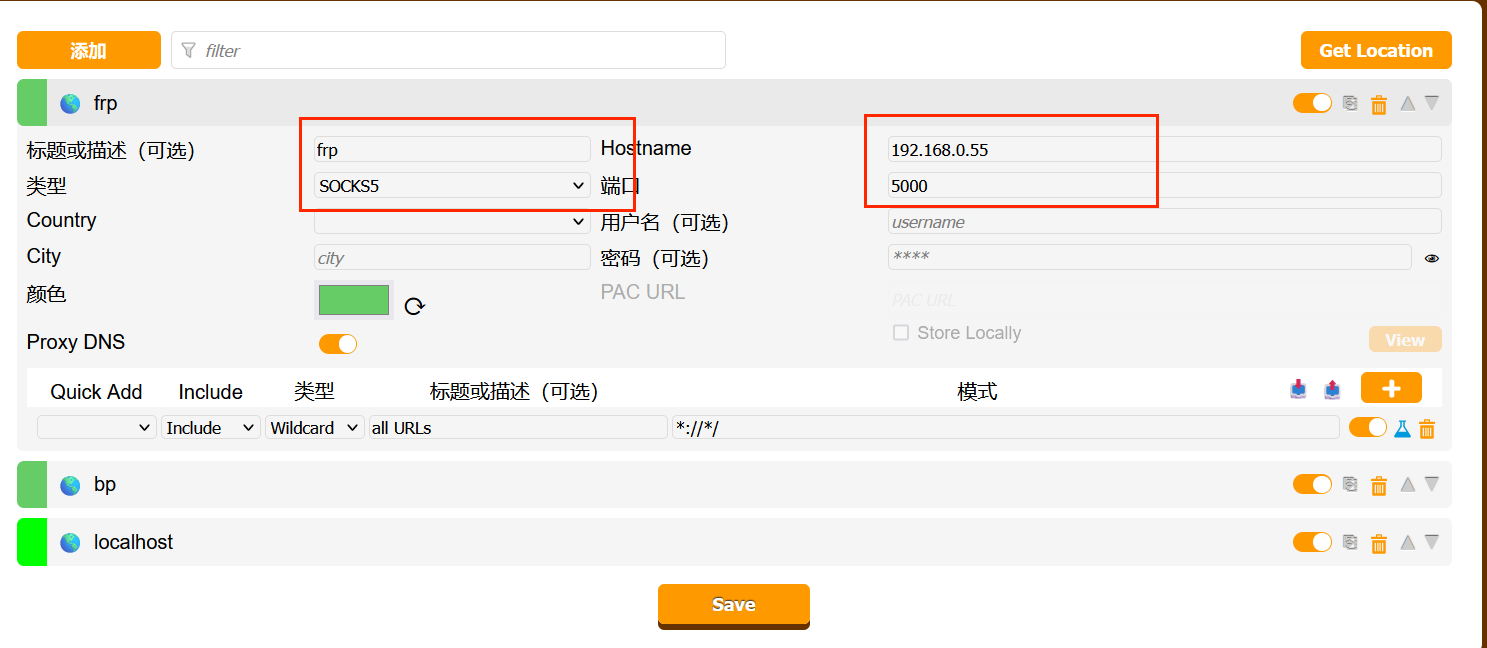 添加 filter Get Location
frp
标题或描述（可选） frp Hostname 192.168.0.55
类型 SOCKS5 端口 5000
Country 用户名（可选） username
City city 密码（可选） ****
颜色 PAC URL PAC URL
Store Locally
Proxy DNS View
Quick Add Include 类型 标题或描述（可选） 模式
Include Wildcard all URLs *://*/
bp
localhost
Save